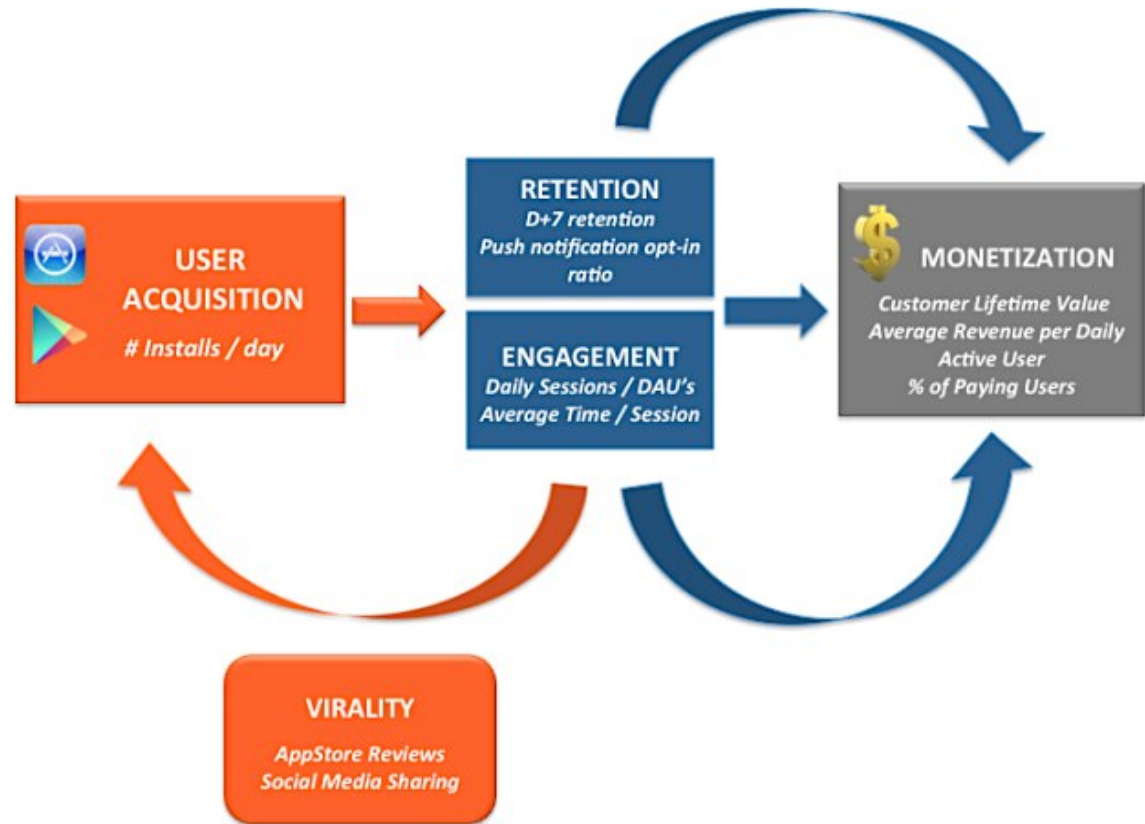 USER
ACQUISITION
# Installs / day
RETENTION
D+7 retention
Push notification opt-in
ratio
ENGAGEMENT
Daily Sessions / DAU's
Average Time / Session
$ MONETIZATION
Customer Lifetime Value
Average Revenue per Daily
Active User
% of Paying Users
VIRALITY
AppStore Reviews
Social Media Sharing